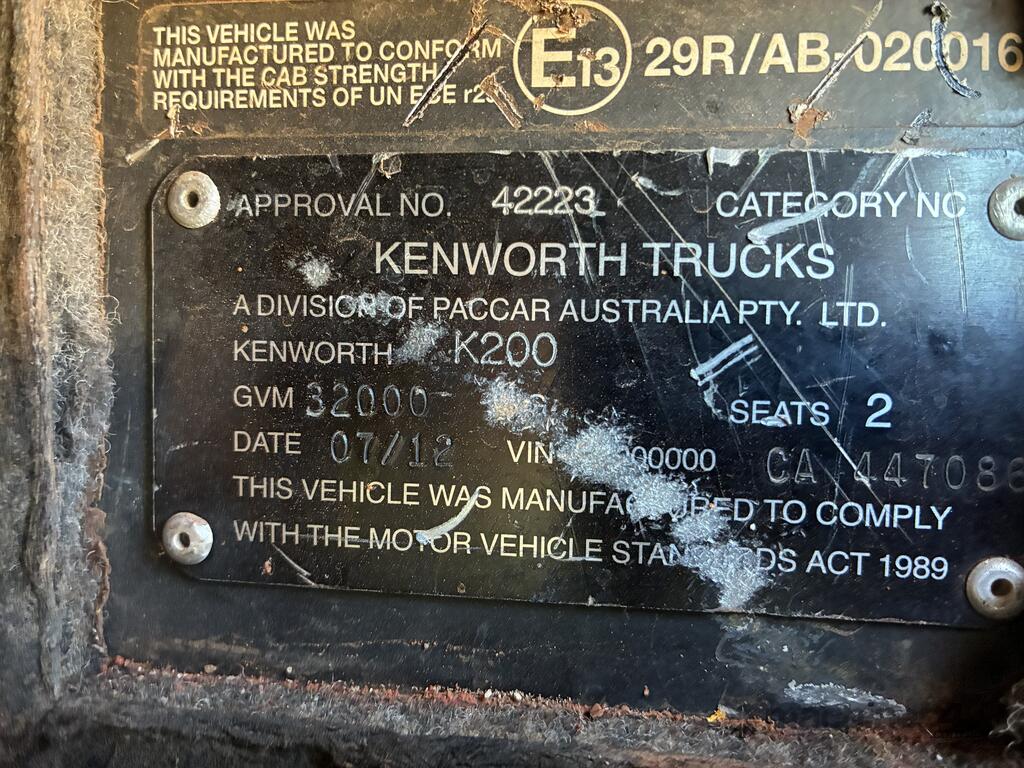 THIS VEHICLE WAS
MANUFACTURED TO CONFORM
WITH THE CAB STRENGTH
REQUIREMENTS OF UN ECE
E13
29R/AB-020016
APPROVAL NO. 42223 CATEGORY NC
KENWORTH TRUCKS
A DIVISION OF PACCAR AUSTRALIA PTY. LTD.
KENWORTH K200
GVM 32000 SEATS 2
DATE 07/12 VIN 000000 CA 447086
THIS VEHICLE WAS MANUFACTURED TO COMPLY
WITH THE MOTOR VEHICLE STANDARDS ACT 1989